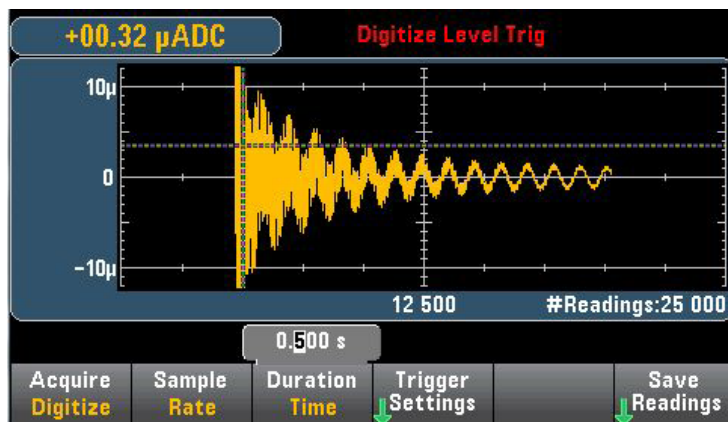 +00.32 µADC
Digitize Level Trig
10µ
0
-10µ
12 500
#Readings:25 000
0.500 s
Acquire
Digitize
Sample
Rate
Duration
Time
Trigger
Settings
Save
Readings